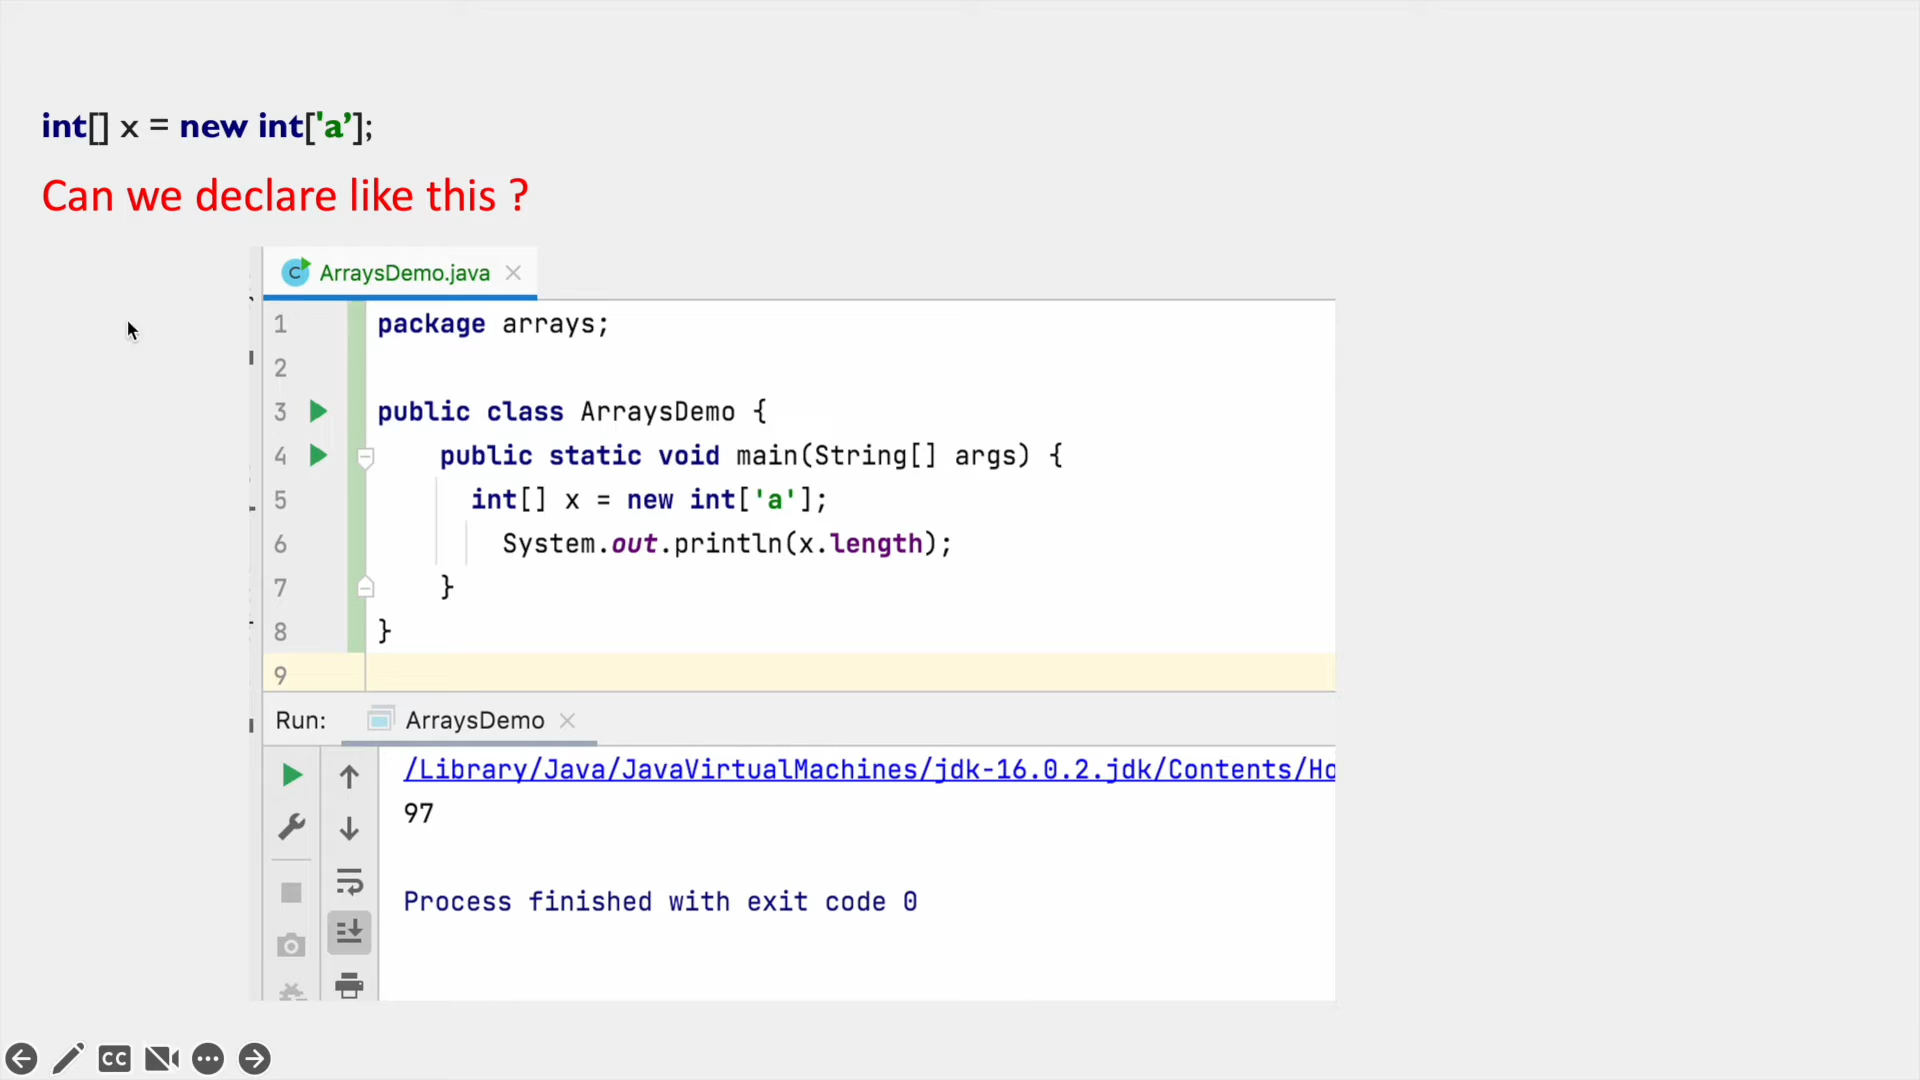 int[] x = new int['a’];
Can we declare like this ?
C ArraysDemo.java
1 package arrays;
2
3 public class ArraysDemo {
4 public static void main(String[] args) {
5 int[] x = new int['a'];
6 System.out.println(x.length);
7 }
8 }
9
Run: ArraysDemo
/Library/Java/JavaVirtualMachines/jdk-16.0.2.jdk/Contents/Ho
97
Process finished with exit code 0
CC